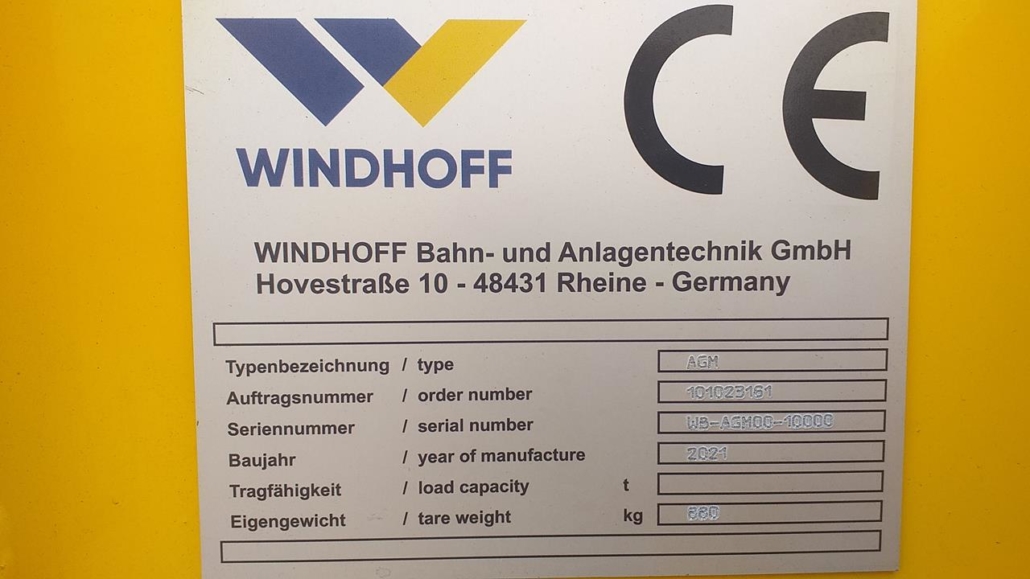 WINDHOFF
CE
WINDHOFF Bahn- und Anlagentechnik GmbH
Hovestraße 10 - 48431 Rheine - Germany
Typenbezeichnung / type AGM
Auftragsnummer / order number 101023161
Seriennummer / serial number WB-AGM00-10000
Baujahr / year of manufacture 2021
Tragfähigkeit / load capacity t
Eigengewicht / tare weight kg